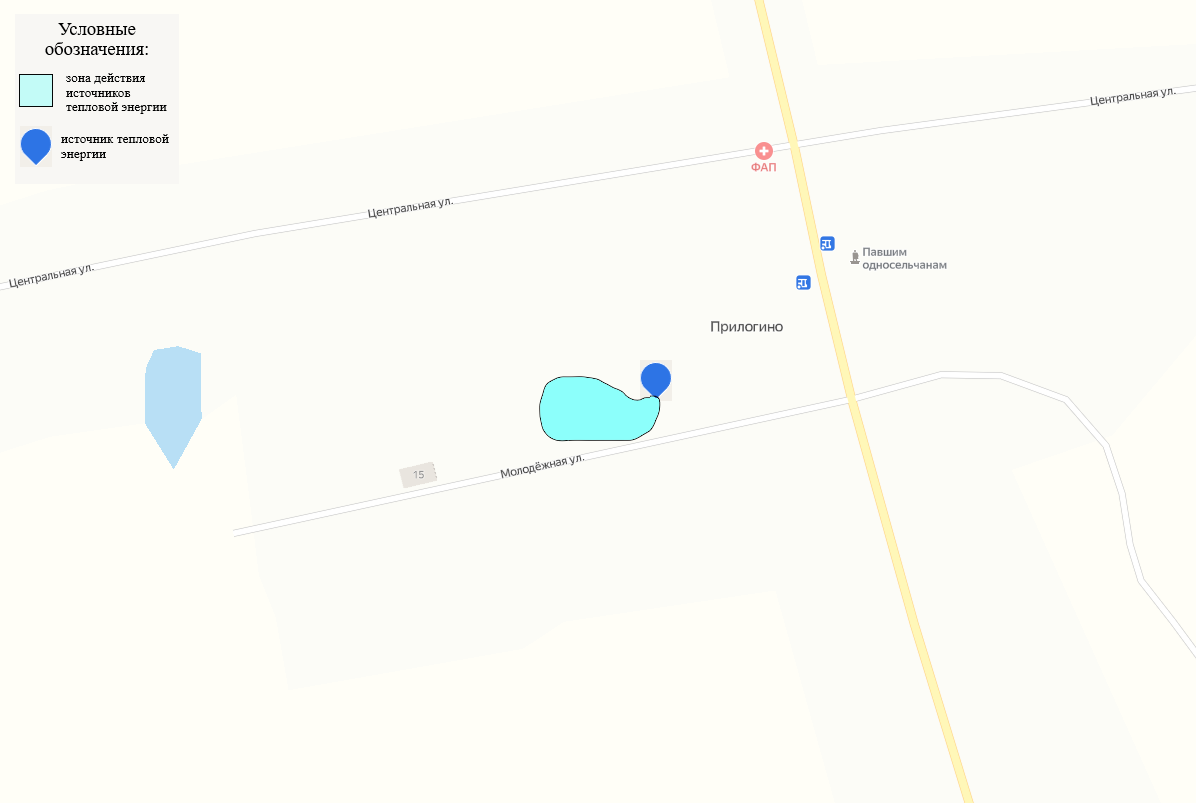 Условные
обозначения:
зона действия
источников
тепловой энергии
источник тепловой
энергии
Центральная ул.
ФАП
Центральная ул.
Центральная ул.
Павшим
односельчанам
Прилогино
Молодёжная ул.
15